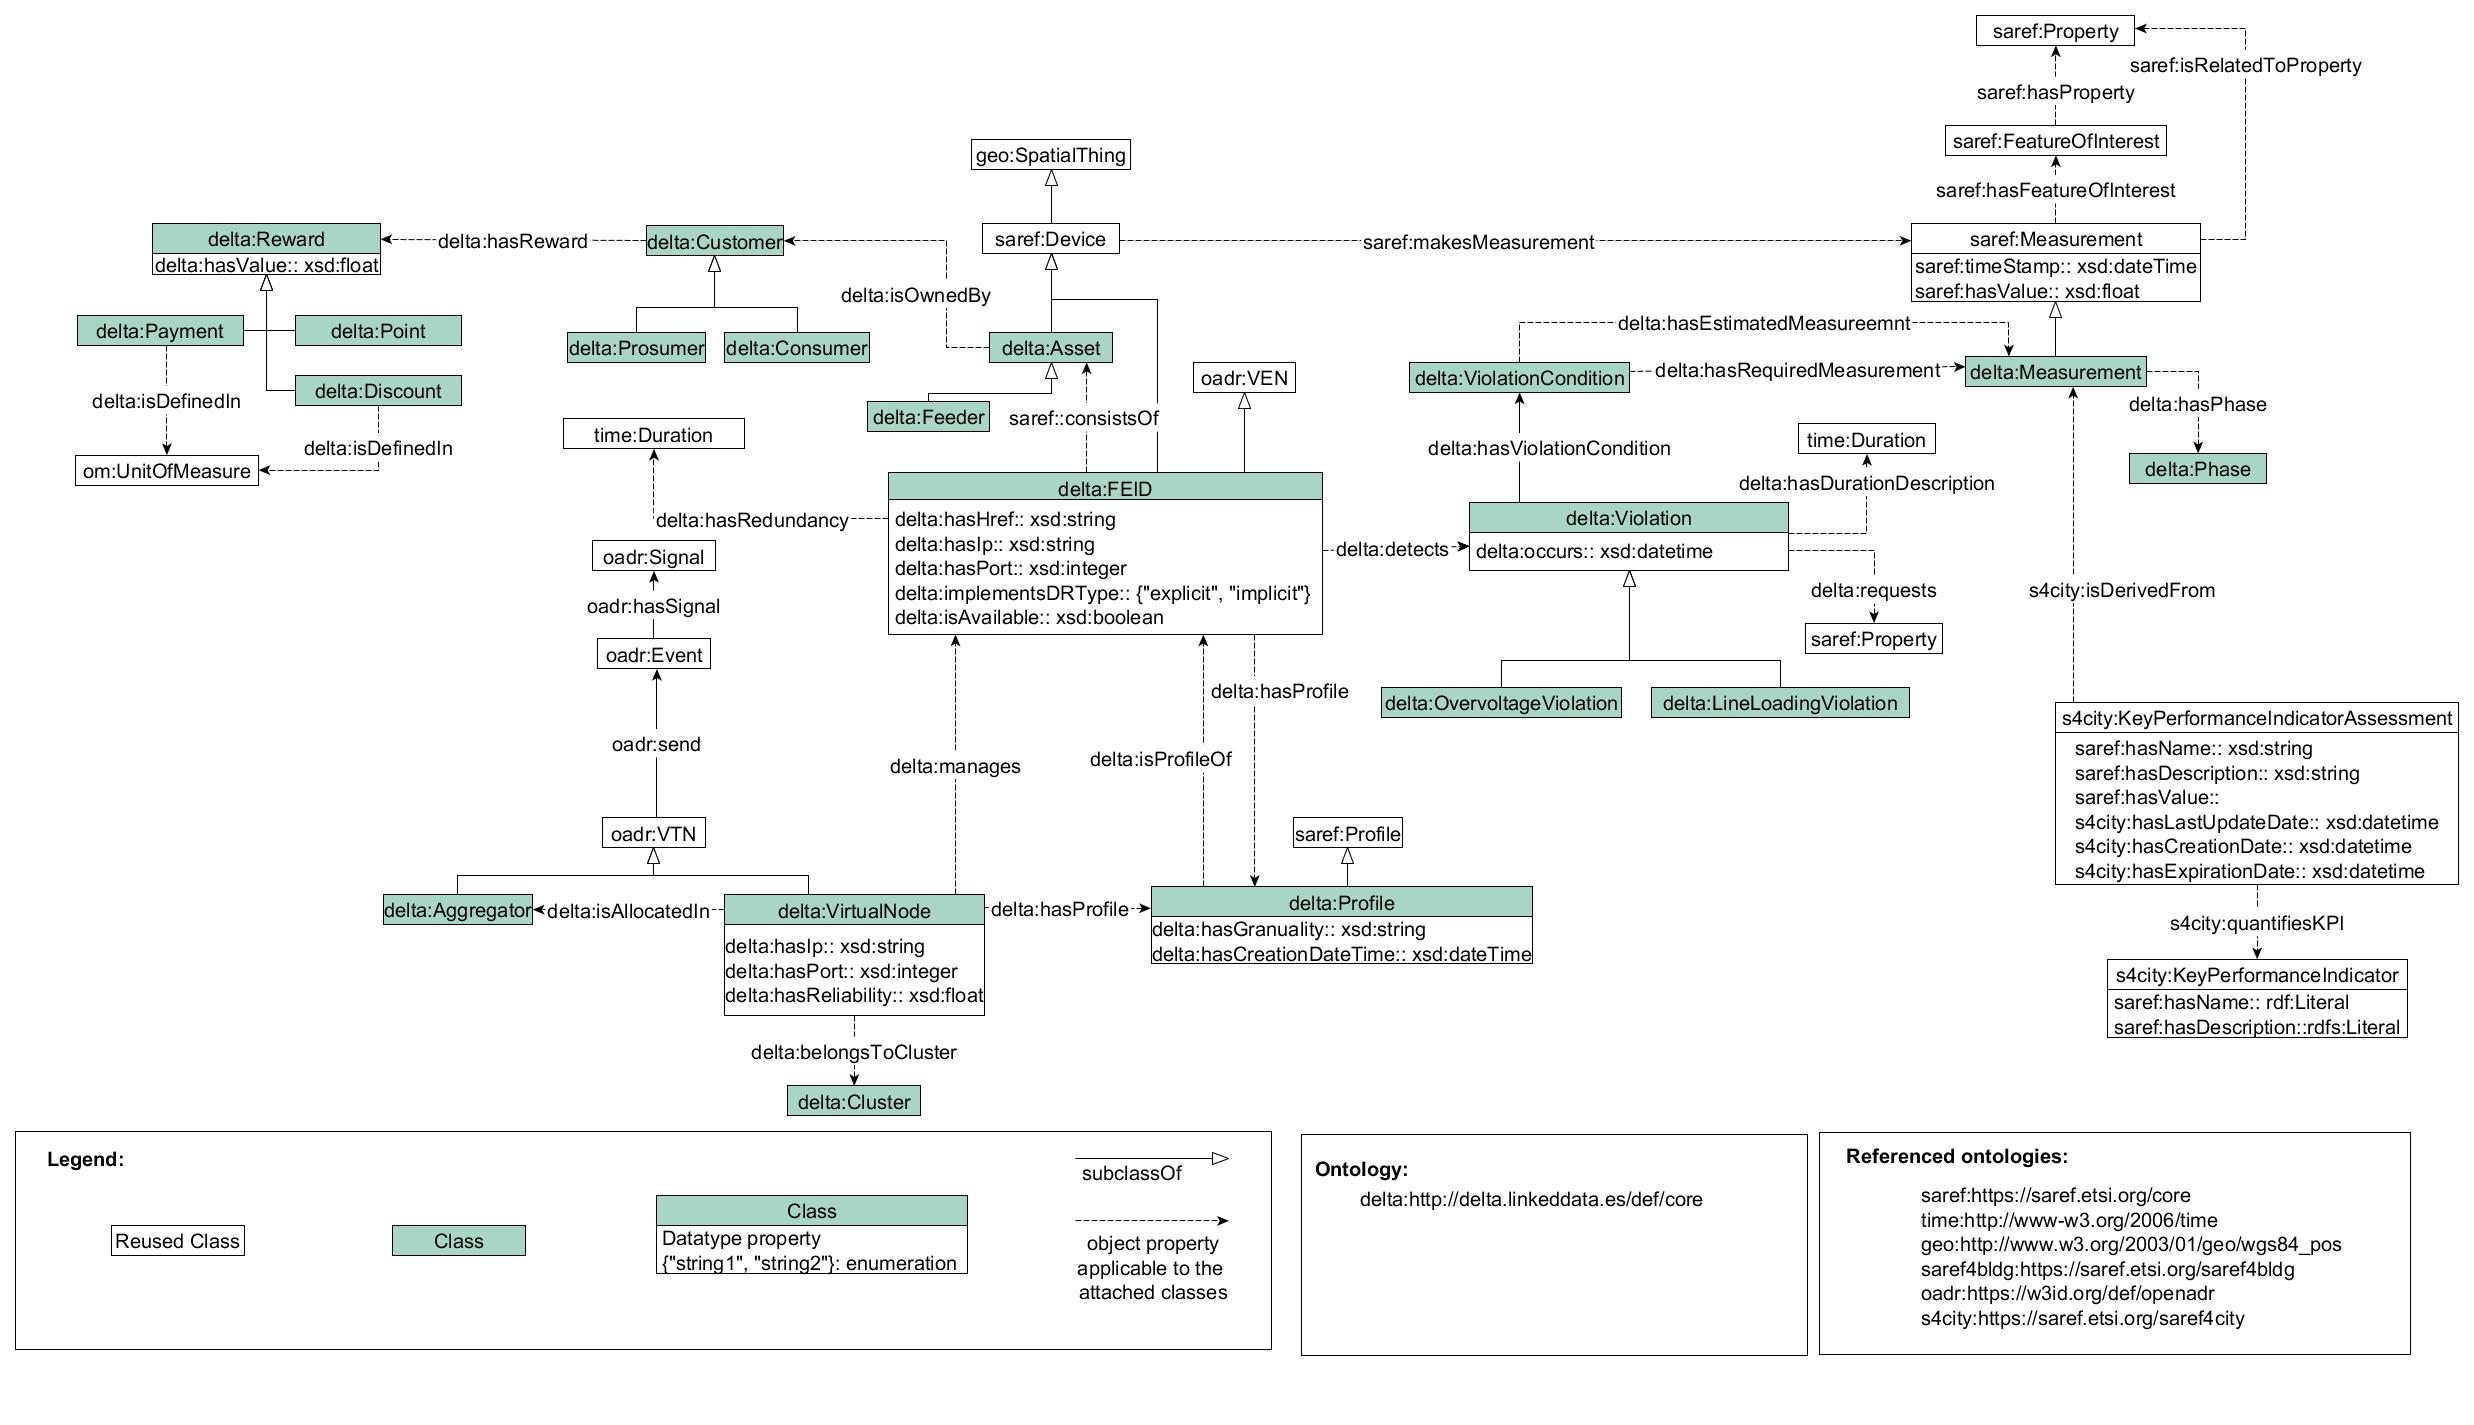 saref:Property
saref:isRelatedToProperty
saref:hasProperty
saref:FeatureOfInterest
saref:hasFeatureOfInterest
geo:SpatialThing
delta:Reward
delta:hasValue:: xsd:float
delta:hasReward
delta:Customer
saref:Device
saref:makesMeasurement
saref:Measurement
saref:timeStamp:: xsd:dateTime
saref:hasValue:: xsd:float
delta:isOwnedBy
delta:Payment
delta:Point
delta:Prosumer
delta:Consumer
delta:Asset
delta:hasEstimatedMeasureemnt
delta:Discount
delta:isDefinedIn
delta:isDefinedIn
om:UnitOfMeasure
oadr:VEN
delta:ViolationCondition
delta:hasRequiredMeasurement
delta:Measurement
delta:hasPhase
delta:Phase
delta:Feeder
saref::consistsOf
time:Duration
delta:hasViolationCondition
time:Duration
delta:hasDurationDescription
delta:hasRedundancy
delta:FEID
delta:hasHref:: xsd:string
delta:hasIp:: xsd:string
delta:hasPort:: xsd:integer
delta:implementsDRType:: {"explicit", "implicit"}
delta:isAvailable:: xsd:boolean
delta:detects
delta:Violation
delta:occurs:: xsd:datetime
delta:requests
saref:Property
s4city:isDerivedFrom
oadr:Signal
oadr:hasSignal
oadr:Event
oadr:send
oadr:VTN
delta:manages
delta:isProfileOf
delta:hasProfile
delta:OvervoltageViolation
delta:LineLoadingViolation
s4city:KeyPerformanceIndicatorAssessment
saref:hasName:: xsd:string
saref:hasDescription:: xsd:string
saref:hasValue::
s4city:hasLastUpdateDate:: xsd:datetime
s4city:hasCreationDate:: xsd:datetime
s4city:hasExpirationDate:: xsd:datetime
saref:Profile
delta:Aggregator
delta:isAllocatedIn
delta:VirtualNode
delta:hasIp:: xsd:string
delta:hasPort:: xsd:integer
delta:hasReliability:: xsd:float
delta:hasProfile
delta:Profile
delta:hasGranuality:: xsd:string
delta:hasCreationDateTime:: xsd:dateTime
s4city:quantifiesKPI
s4city:KeyPerformanceIndicator
saref:hasName:: rdf:Literal
saref:hasDescription::rdfs:Literal
delta:belongsToCluster
delta:Cluster
Legend:
Reused Class
Class
Class
Datatype property
{"string1", "string2"}: enumeration
subclassOf
object property
applicable to the
attached classes
Ontology:
delta:http://delta.linkeddata.es/def/core
Referenced ontologies:
saref:https://saref.etsi.org/core
time:http://www-w3.org/2006/time
geo:http://www.w3.org/2003/01/geo/wgs84_pos
saref4bldg:https://saref.etsi.org/saref4bldg
oadr:https://w3id.org/def/openadr
s4city:https://saref.etsi.org/saref4city